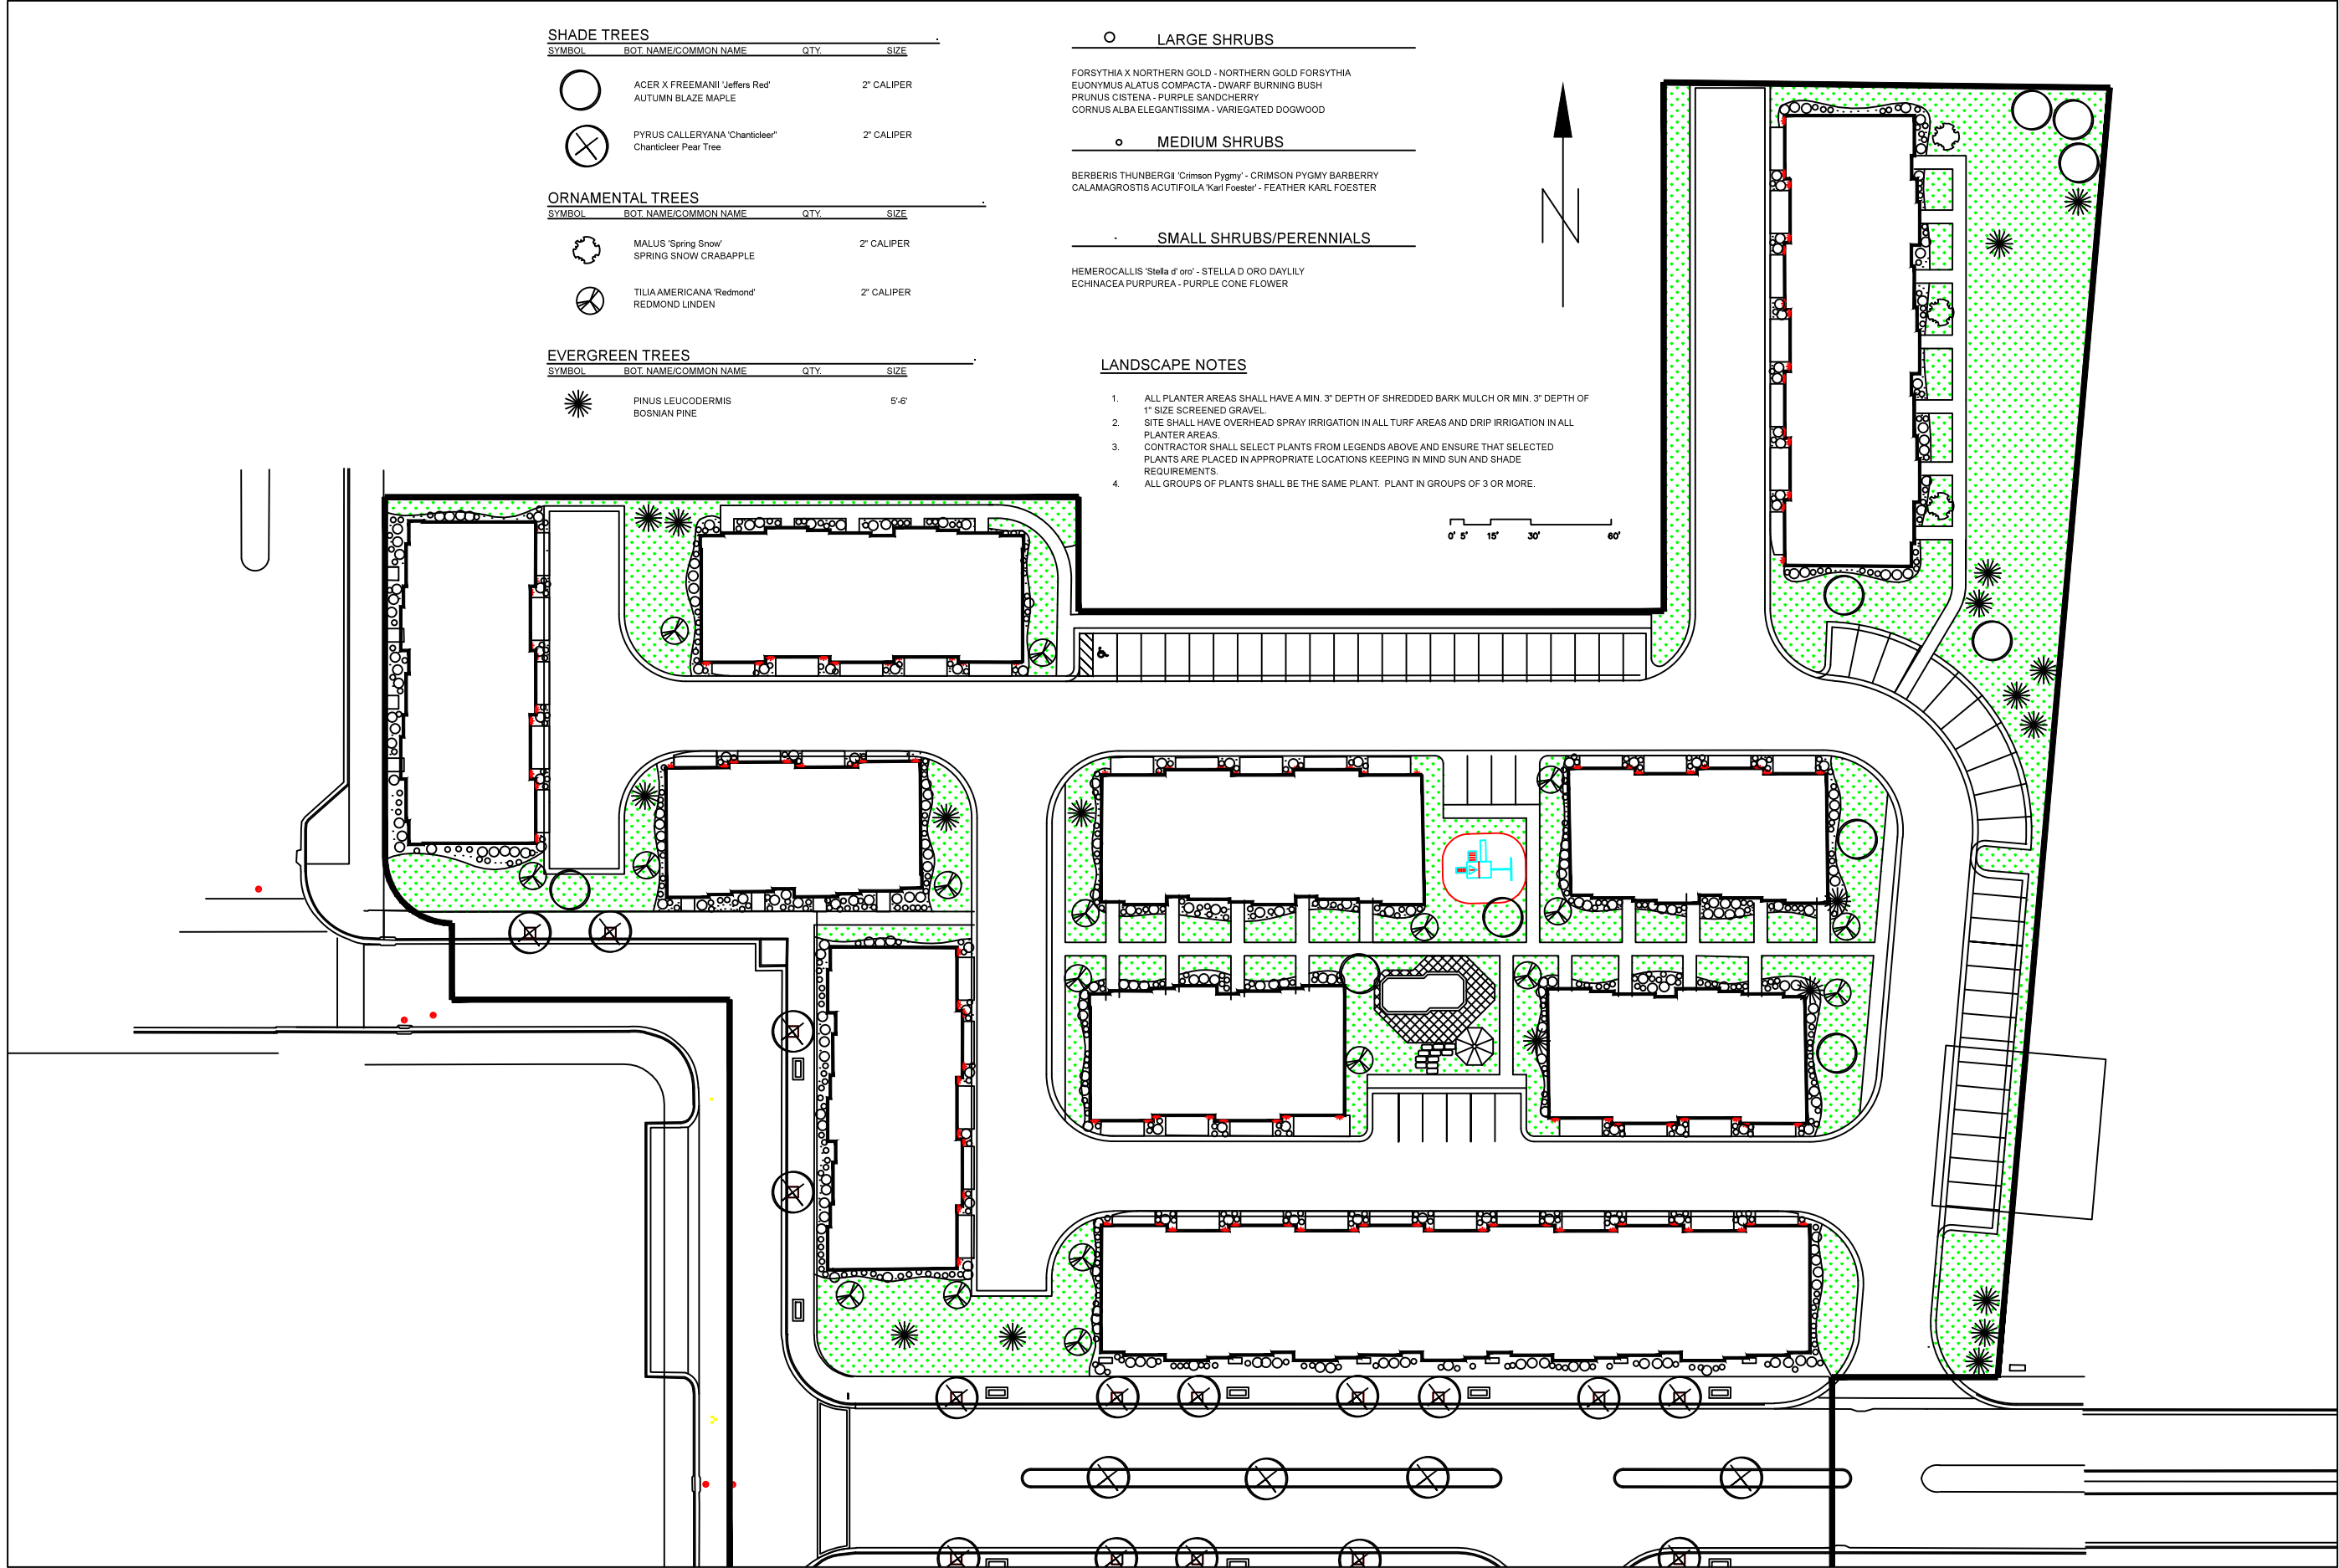 SHADE TREES
SYMBOL BOT. NAME/COMMON NAME QTY. SIZE
ACER X FREEMANII 'Jeffers Red' 2" CALIPER
AUTUMN BLAZE MAPLE
PYRUS CALLERYANA 'Chanticleer" 2" CALIPER
Chanticleer Pear Tree
ORNAMENTAL TREES
SYMBOL BOT. NAME/COMMON NAME QTY. SIZE
MALUS 'Spring Snow' 2" CALIPER
SPRING SNOW CRABAPPLE
TILIA AMERICANA 'Redmond' 2" CALIPER
REDMOND LINDEN
EVERGREEN TREES
SYMBOL BOT. NAME/COMMON NAME QTY. SIZE
PINUS LEUCODERMIS 5'-6'
BOSNIAN PINE
LARGE SHRUBS
FORSYTHIA X NORTHERN GOLD - NORTHERN GOLD FORSYTHIA
EUONYMUS ALATUS COMPACTA - DWARF BURNING BUSH
PRUNUS CISTENA - PURPLE SANDCHERRY
CORNUS ALBA ELEGANTISSIMA - VARIEGATED DOGWOOD
MEDIUM SHRUBS
BERBERIS THUNBERGII 'Crimson Pygmy' - CRIMSON PYGMY BARBERRY
CALAMAGROSTIS ACUTIFOILA 'Karl Foester' - FEATHER KARL FOESTER
SMALL SHRUBS/PERENNIALS
HEMEROCALLIS 'Stella d' oro' - STELLA D ORO DAYLILY
ECHINACEA PURPUREA - PURPLE CONE FLOWER
LANDSCAPE NOTES
1. ALL PLANTER AREAS SHALL HAVE A MIN. 3" DEPTH OF SHREDDED BARK MULCH OR MIN. 3" DEPTH OF
1" SIZE SCREENED GRAVEL.
2. SITE SHALL HAVE OVERHEAD SPRAY IRRIGATION IN ALL TURF AREAS AND DRIP IRRIGATION IN ALL
PLANTER AREAS.
3. CONTRACTOR SHALL SELECT PLANTS FROM LEGENDS ABOVE AND ENSURE THAT SELECTED
PLANTS ARE PLACED IN APPROPRIATE LOCATIONS KEEPING IN MIND SUN AND SHADE
REQUIREMENTS.
4. ALL GROUPS OF PLANTS SHALL BE THE SAME PLANT. PLANT IN GROUPS OF 3 OR MORE.
N
0' 5' 15' 30' 60'